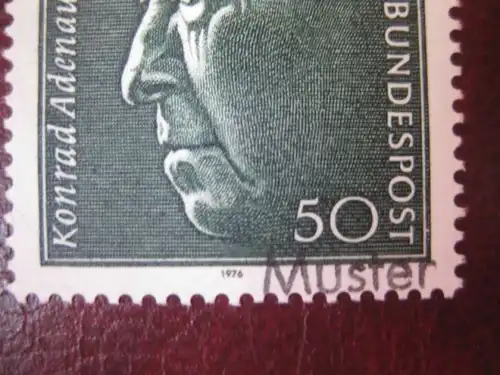 Konrad Adenau
BUNDESPOST
50
1976
Muster